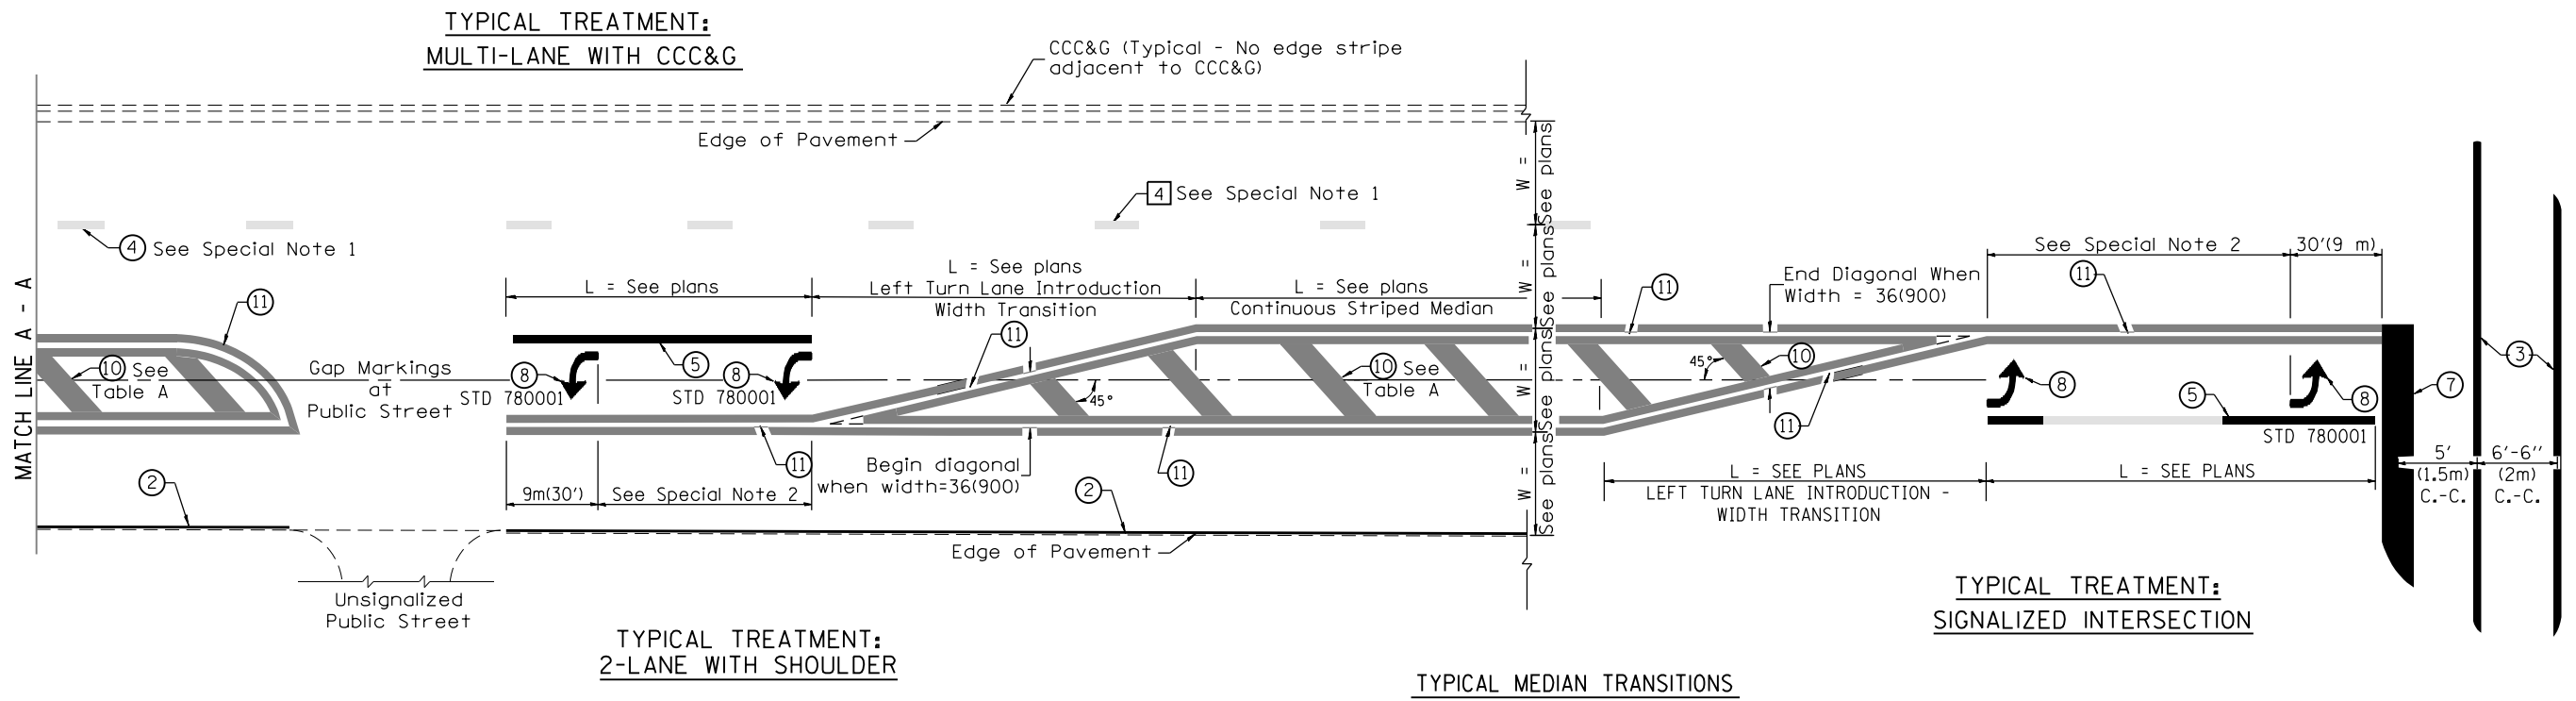 TYPICAL TREATMENT:
MULTI-LANE WITH CCC&G
CCC&G (Typical - No edge stripe
adjacent to CCC&G)
Edge of Pavement
4 See Special Note 1
4 See Special Note 1
MATCH LINE A - A
11
10 See
Table A
Gap Markings
at
Public Street
2
Unsignalized
Public Street
L = See plans
5
8
STD 780001
8
STD 780001
9m(30')
See Special Note 2
11
L = See plans
Left Turn Lane Introduction
Width Transition
11
45°
Begin diagonal
when width=36(900)
11
2
Edge of Pavement
L = See plans
Continuous Striped Median
10 See
Table A
W =
See plans
W =
See plans
W =
See plans
W =
See plans
11
End Diagonal When
Width = 36(900)
45°
10
11
See Special Note 2
30'(9 m)
11
8
8
5
STD 780001
7
3
L = SEE PLANS
LEFT TURN LANE INTRODUCTION -
WIDTH TRANSITION
L = SEE PLANS
5'
(1.5m)
C.-C.
6'-6''
(2m)
C.-C.
TYPICAL TREATMENT:
2-LANE WITH SHOULDER
TYPICAL TREATMENT:
SIGNALIZED INTERSECTION
TYPICAL MEDIAN TRANSITIONS